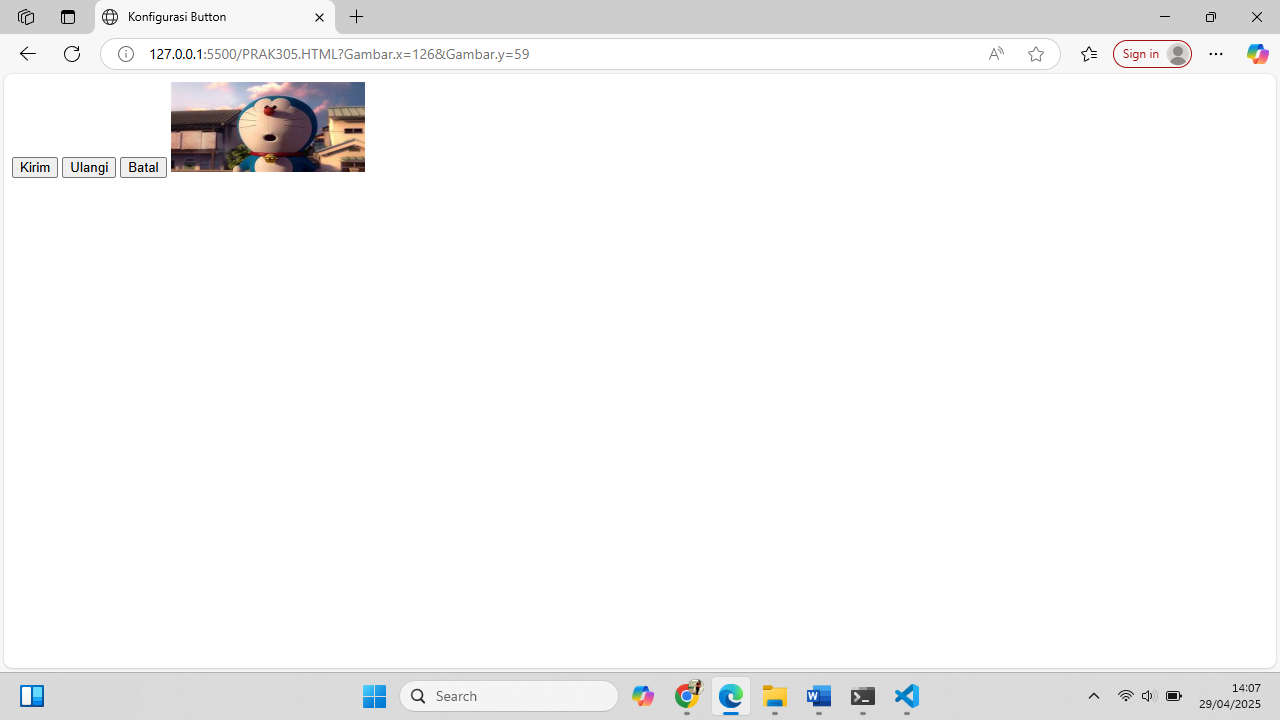 Konfigurasi Button
127.0.0.1:5500/PRAK305.HTML?Gambar.x=126&Gambar.y=59
Sign in
Kirim Ulangi Batal
Search
14:07
29/04/2025